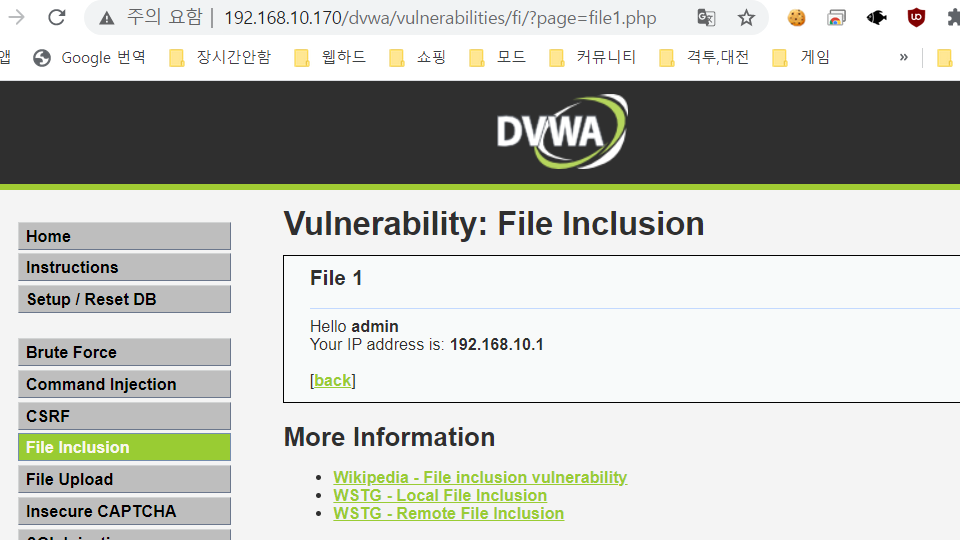 주의 요함 | 192.168.10.170/dvwa/vulnerabilities/fi/?page=file1.php
앱 Google 번역 장시간안함 웹하드 쇼핑 모드 커뮤니티 격투,대전 게임 »
DVWA
Home
Instructions
Setup / Reset DB
Brute Force
Command Injection
CSRF
File Inclusion
File Upload
Insecure CAPTCHA
Vulnerability: File Inclusion
File 1
Hello admin
Your IP address is: 192.168.10.1
[back]
More Information
Wikipedia - File inclusion vulnerability
WSTG - Local File Inclusion
WSTG - Remote File Inclusion